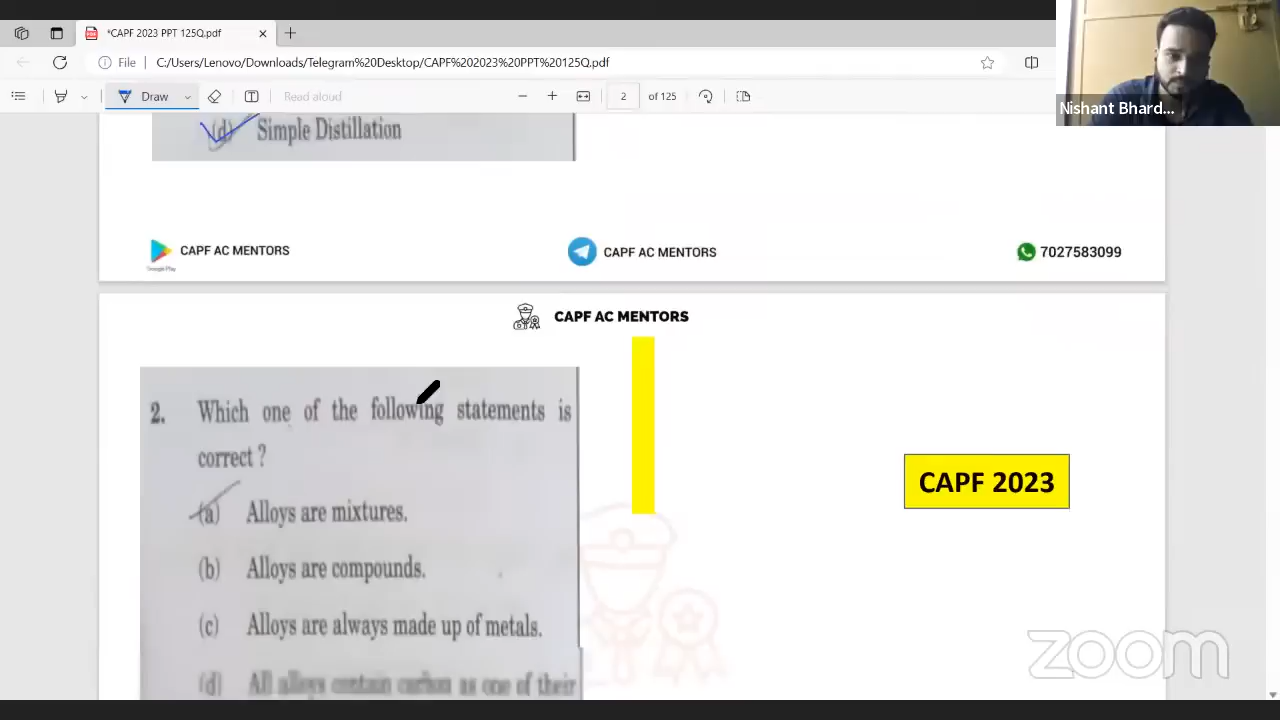 *CAPF 2023 PPT 125Q.pdf
File
C:/Users/Lenovo/Downloads/Telegram%20Desktop/CAPF%202023%20PPT%20125Q.pdf
Draw
Read aloud
2 of 125
Nishant Bhard...
(d) Simple Distillation
CAPF AC MENTORS
Google Play
CAPF AC MENTORS
7027583099
CAPF AC MENTORS
2. Which one of the following statements is
correct ?
(a) Alloys are mixtures.
(b) Alloys are compounds.
(c) Alloys are always made up of metals.
(d) All alloys contain carbon as one of their
CAPF 2023
zoom